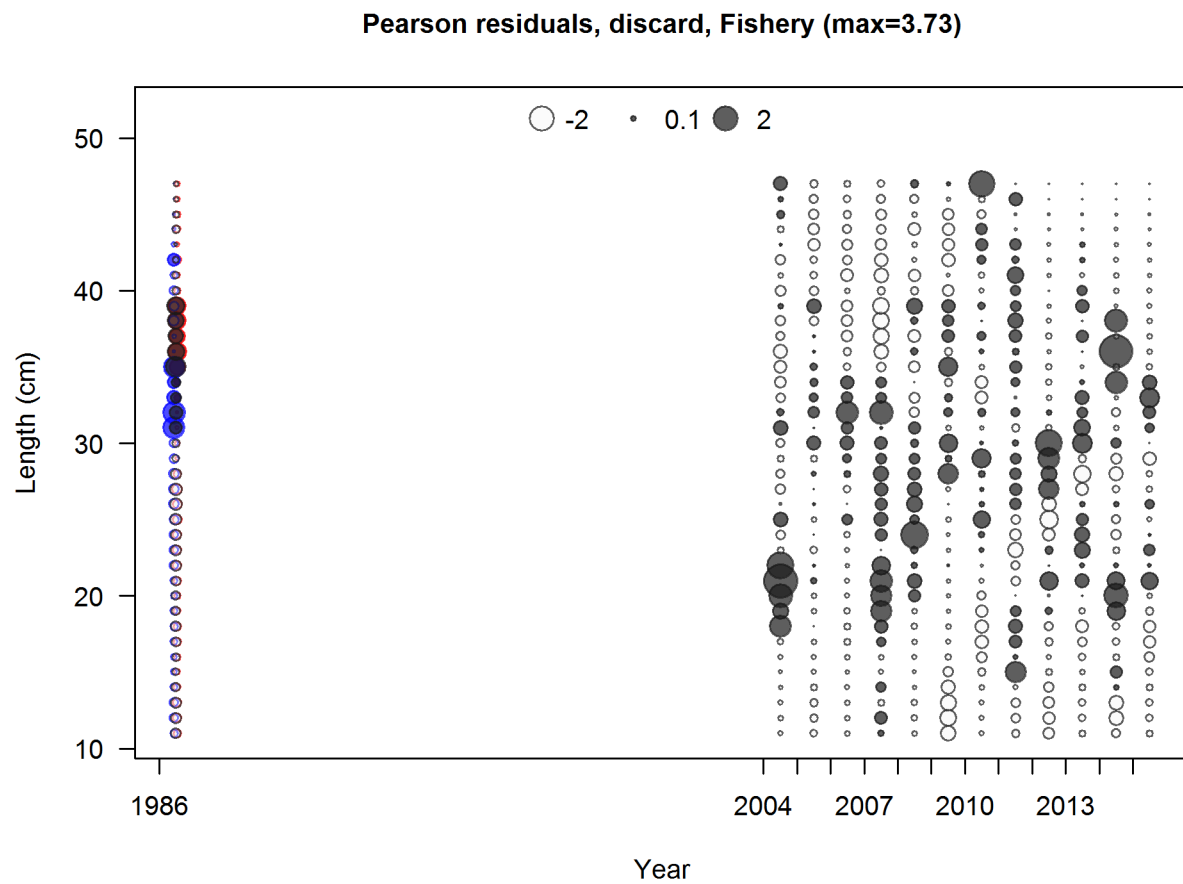 Pearson residuals, discard, Fishery (max=3.73)
-2 0.1 2
50
40
30
20
10
Length (cm)
1986 2004 2007 2010 2013
Year